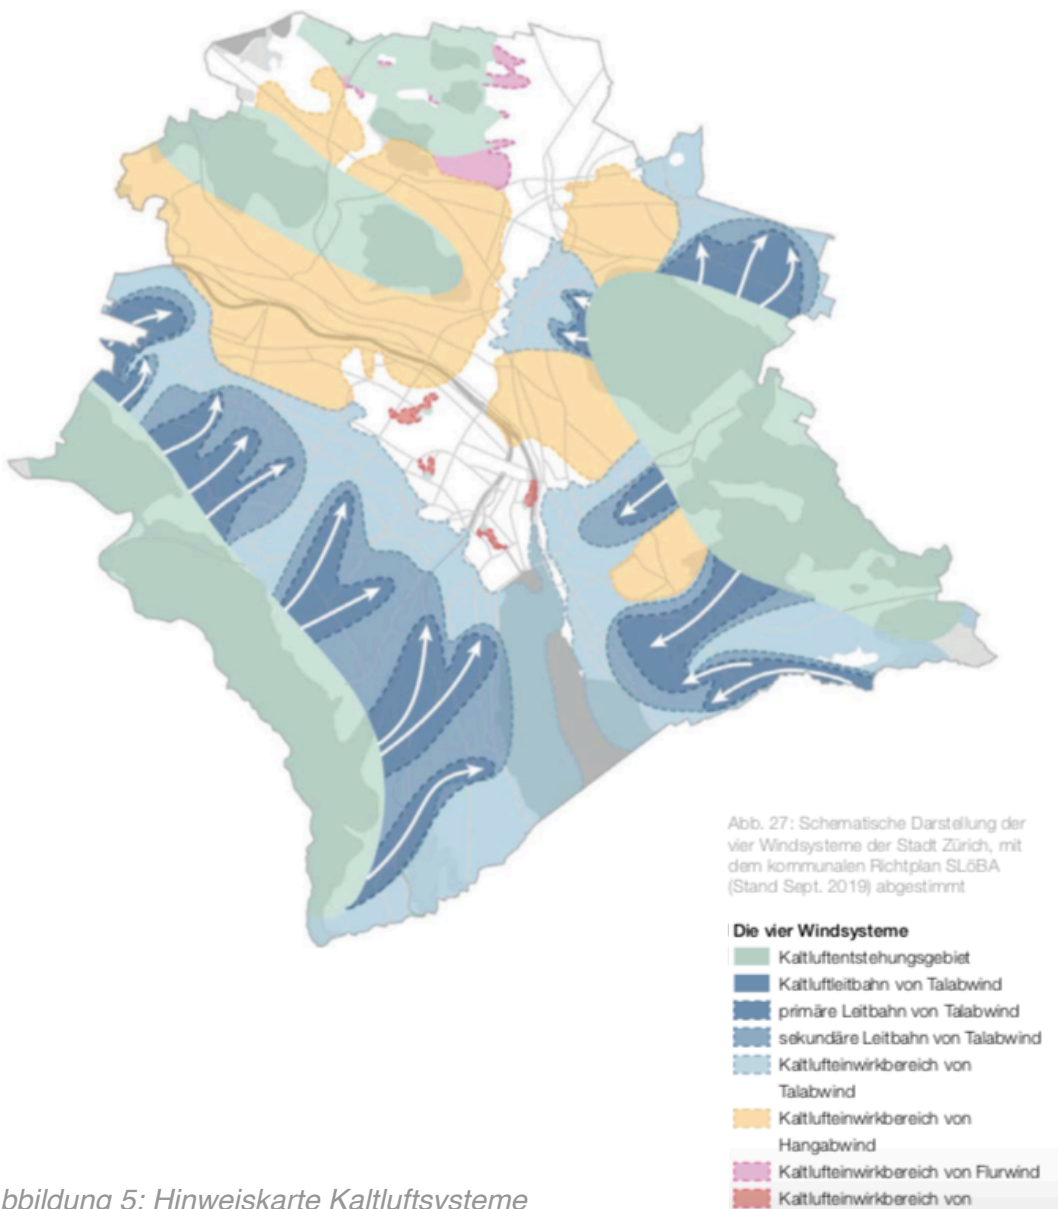 Abb. 27: Schematische Darstellung der
vier Windsysteme der Stadt Zürich, mit
dem kommunalen Richtplan SLöBA
(Stand Sept. 2019) abgestimmt
Die vier Windsysteme
Kaltluftentstehungsgebiet
Kaltluftleitbahn von Talabwind
primäre Leitbahn von Talabwind
sekundäre Leitbahn von Talabwind
Kaltlufteinwirkbereich von
Talabwind
Kaltlufteinwirkbereich von
Hangabwind
Kaltlufteinwirkbereich von Flurwind
Kaltlufteinwirkbereich von
bbildung 5: Hinweiskarte Kaltluftsysteme